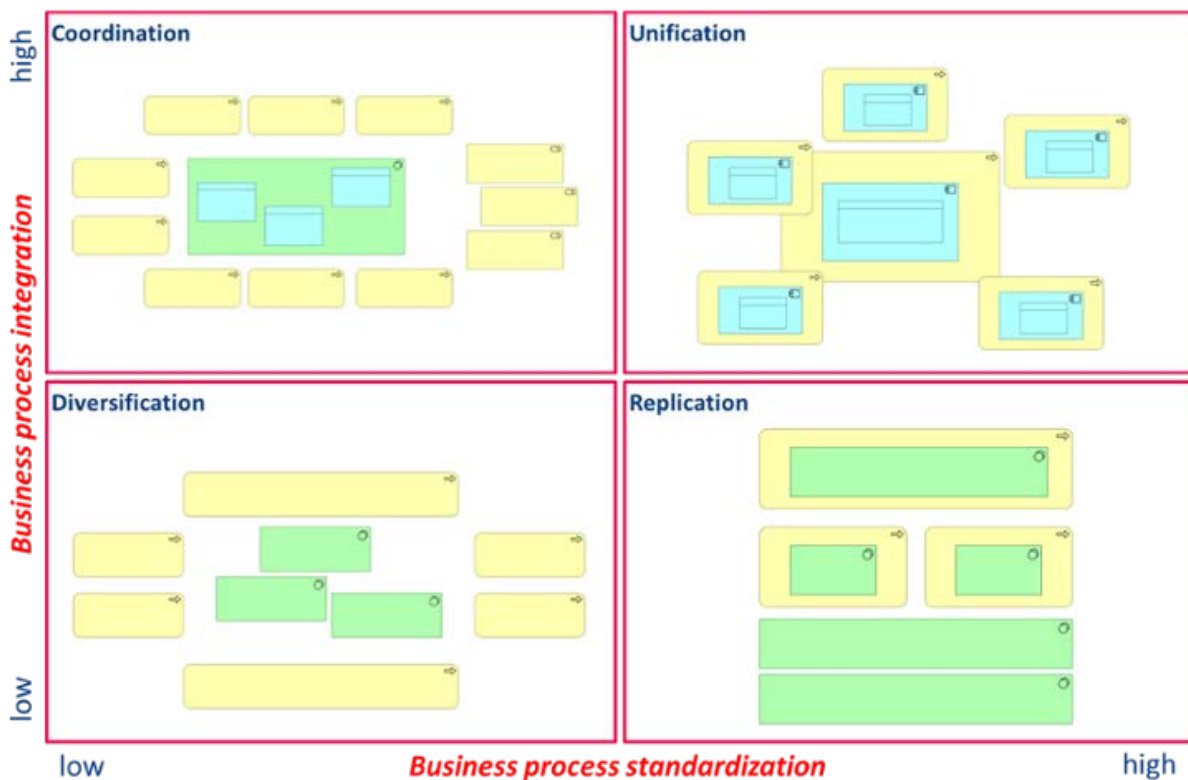 high
Coordination
Unification
Business process integration
Diversification
Replication
low
low
Business process standardization
high